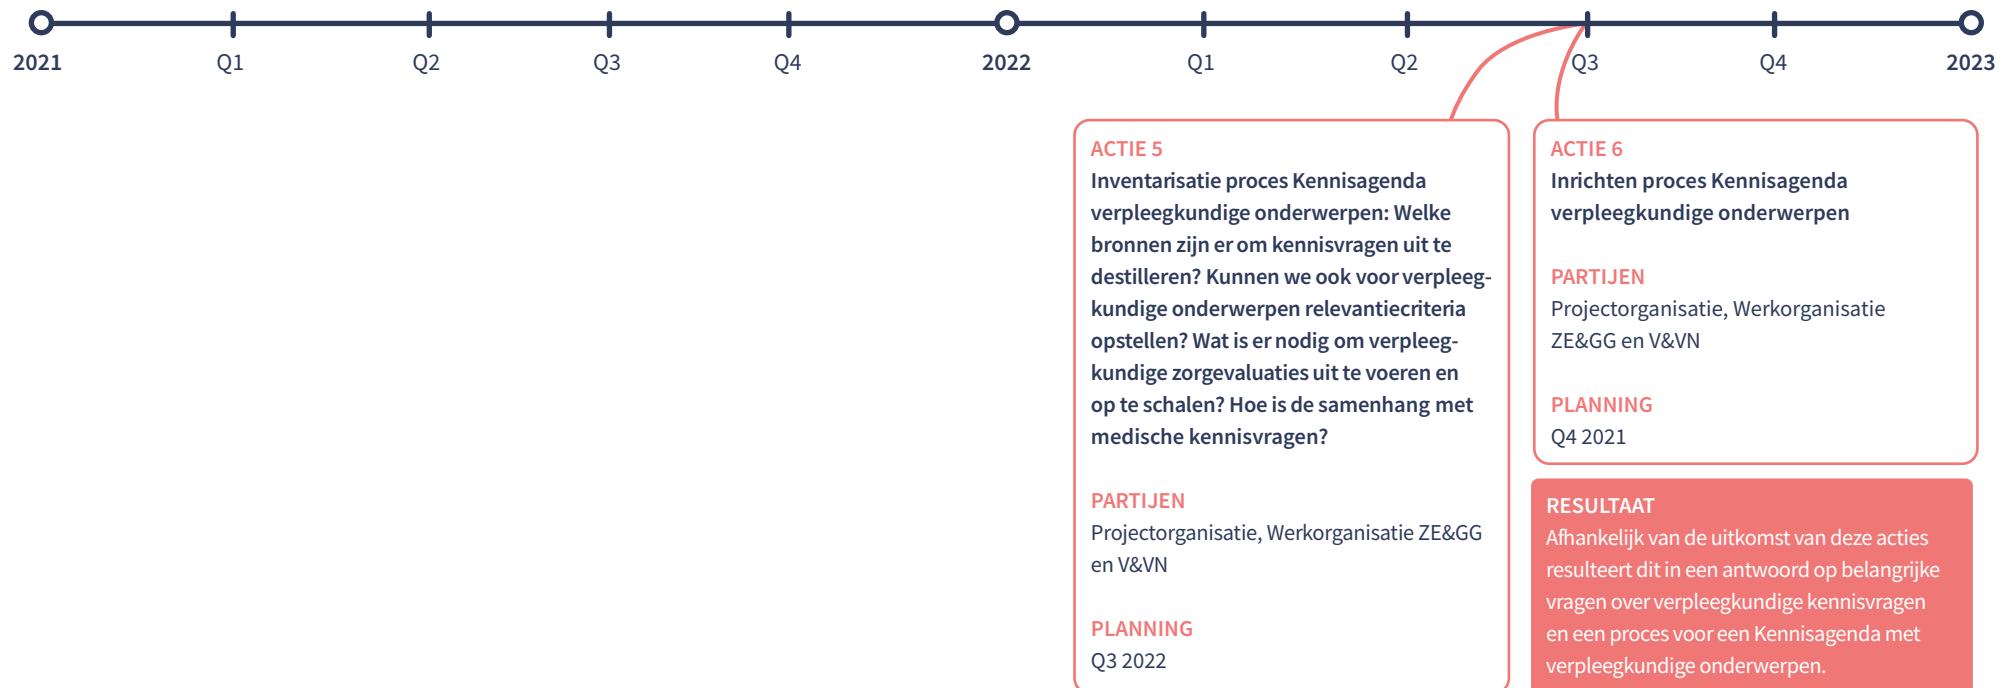 2021 Q1 Q2 Q3 Q4 2022 Q1 Q2 Q3 Q4 2023
ACTIE 5
Inventarisatie proces Kennisagenda
verpleegkundige onderwerpen: Welke
bronnen zijn er om kennisvragen uit te
destilleren? Kunnen we ook voor verpleeg-
kundige onderwerpen relevantiecriteria
opstellen? Wat is er nodig om verpleeg-
kundige zorgevaluaties uit te voeren en
op te schalen? Hoe is de samenhang met
medische kennisvragen?
PARTIJEN
Projectorganisatie, Werkorganisatie ZE&GG
en V&VN
PLANNING
Q3 2022
ACTIE 6
Inrichten proces Kennisagenda
verpleegkundige onderwerpen
PARTIJEN
Projectorganisatie, Werkorganisatie
ZE&GG en V&VN
PLANNING
Q4 2021
RESULTAAT
Afhankelijk van de uitkomst van deze acties
resulteert dit in een antwoord op belangrijke
vragen over verpleegkundige kennisvragen
en een proces voor een Kennisagenda met
verpleegkundige onderwerpen.